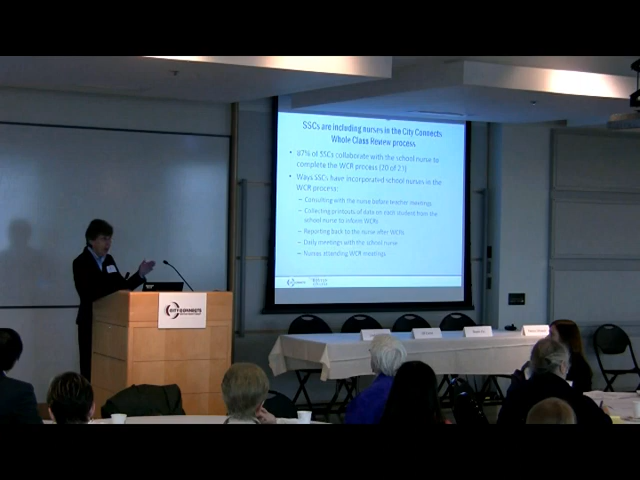 SSCs are including nurses in the City Connects
Whole Class Review process
• 87% of SSCs collaborate with the school nurse to
complete the WCR process (20 of 21)
• Ways SSCs have incorporated school nurses in the
WCR process:
– Consulting with the nurse before teacher meetings
– Collecting printouts of data on each student from the
school nurse to inform WCRs
– Reporting back to the nurse after WCRs
– Daily meetings with the school nurse
– Nurses attending WCR meetings
CITY CONNECTS